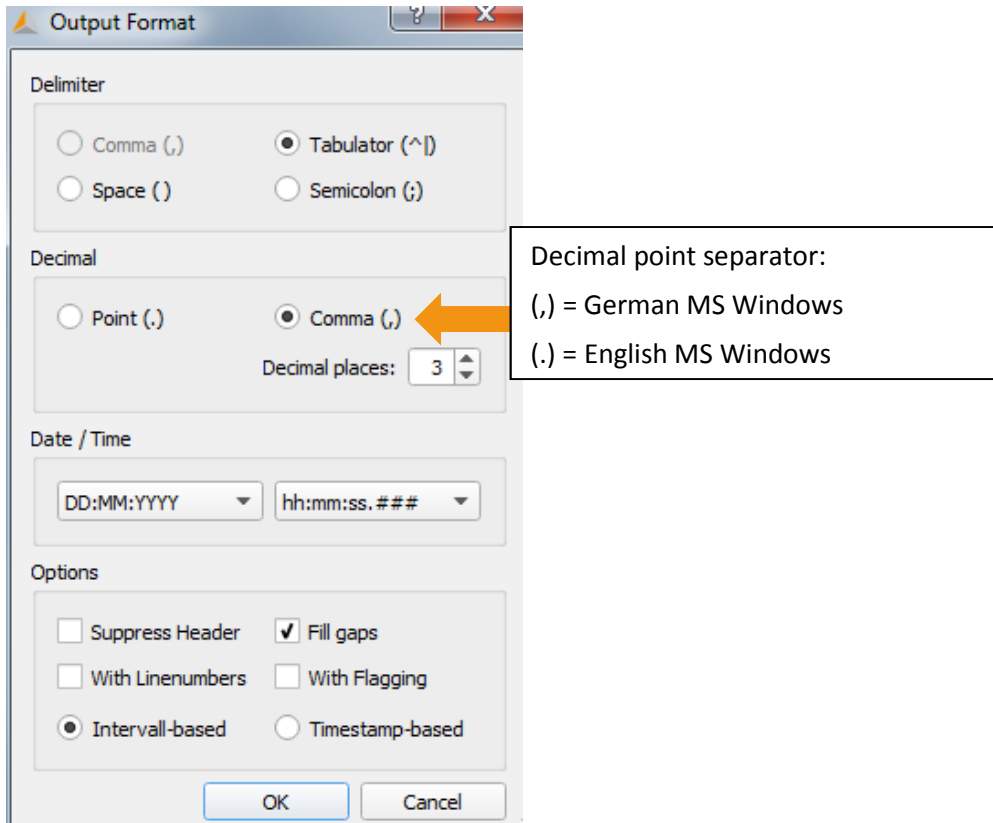 Output Format
?
X
Delimiter
Comma (,)
Tabulator (^|)
Space ( )
Semicolon (;)
Decimal
Point (.)
Comma (,)
Decimal places: 3
Decimal point separator:
(,) = German MS Windows
(.) = English MS Windows
Date / Time
DD:MM:YYYY
hh:mm:ss.###
Options
Suppress Header
Fill gaps
With Linenumbers
With Flagging
Intervall-based
Timestamp-based
OK
Cancel